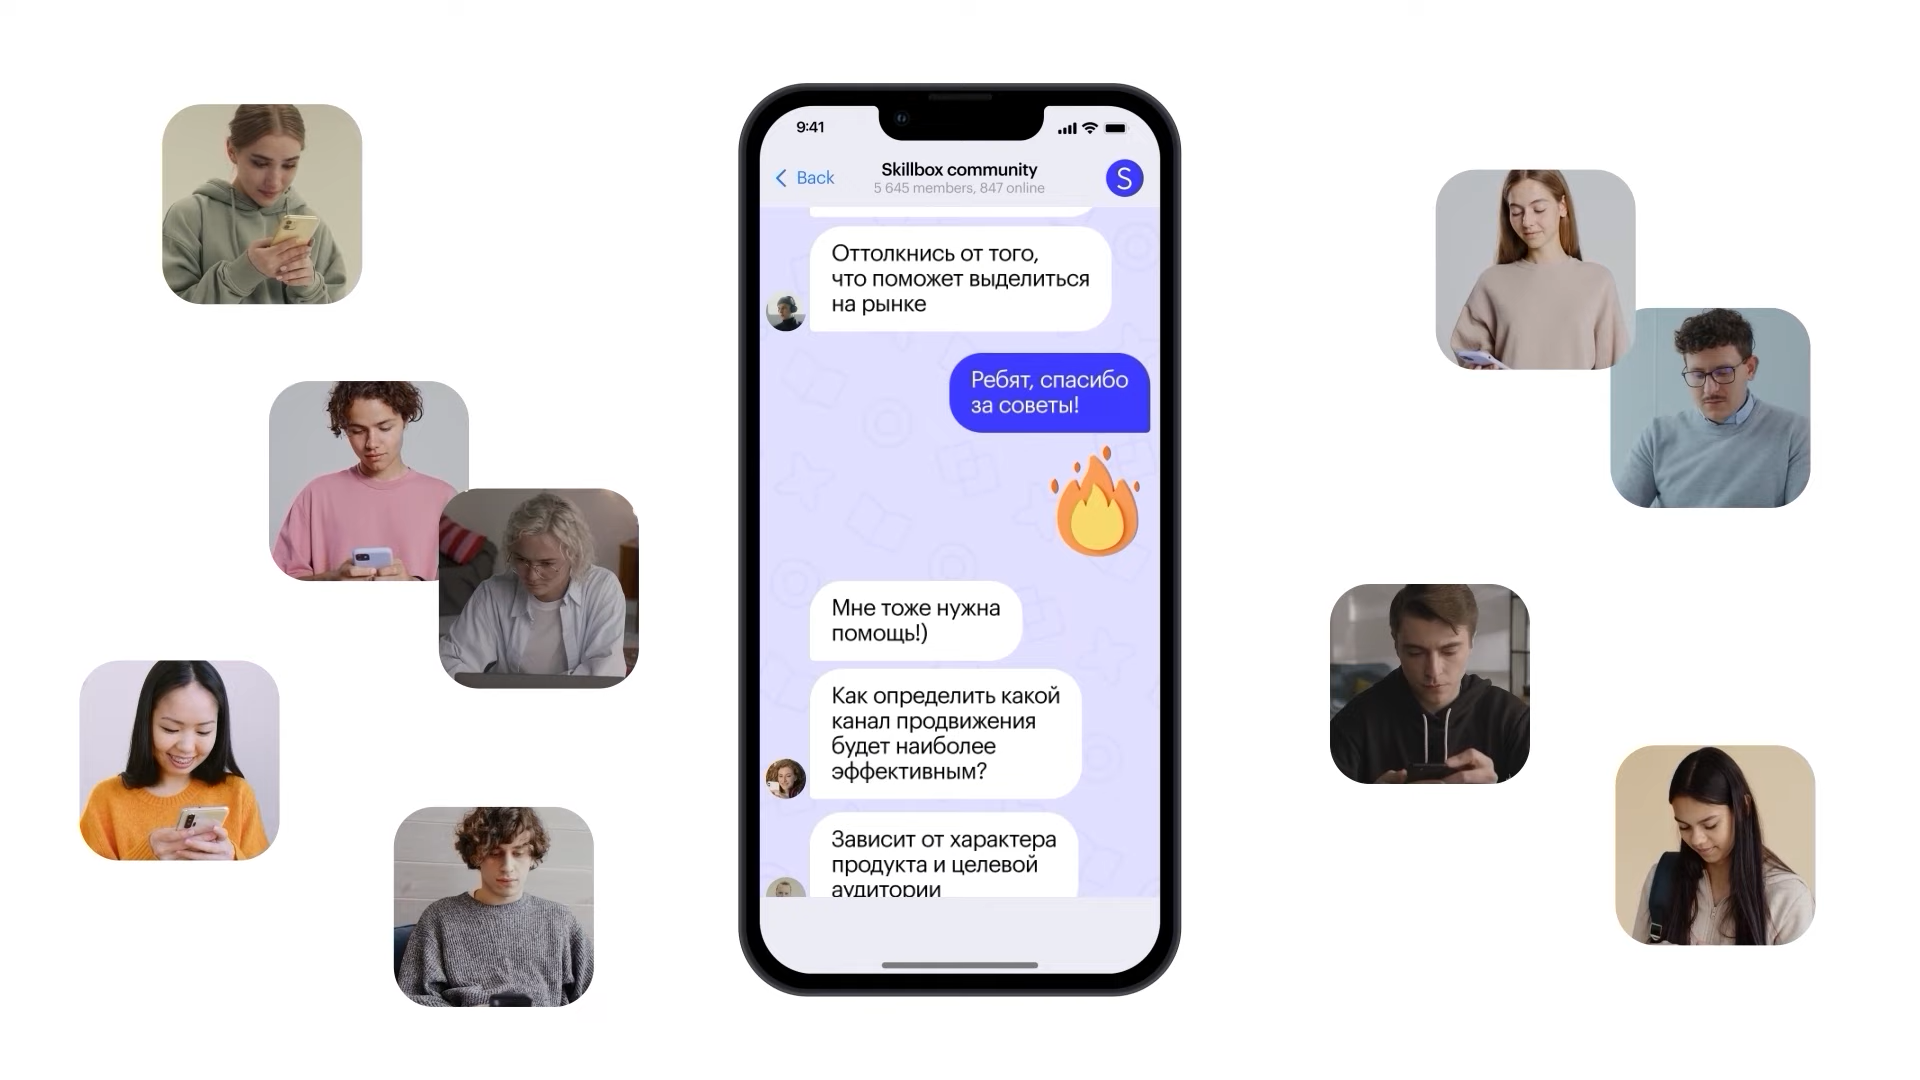 9:41
Back
Skillbox community
S
5 645 members, 847 online
Оттолкнись от того,
что поможет выделиться
на рынке
Ребят, спасибо
за советы!
Мне тоже нужна
помощь!)
Как определить какой
канал продвижения
будет наиболее
эффективным?
Зависит от характера
продукта и целевой
аудитории